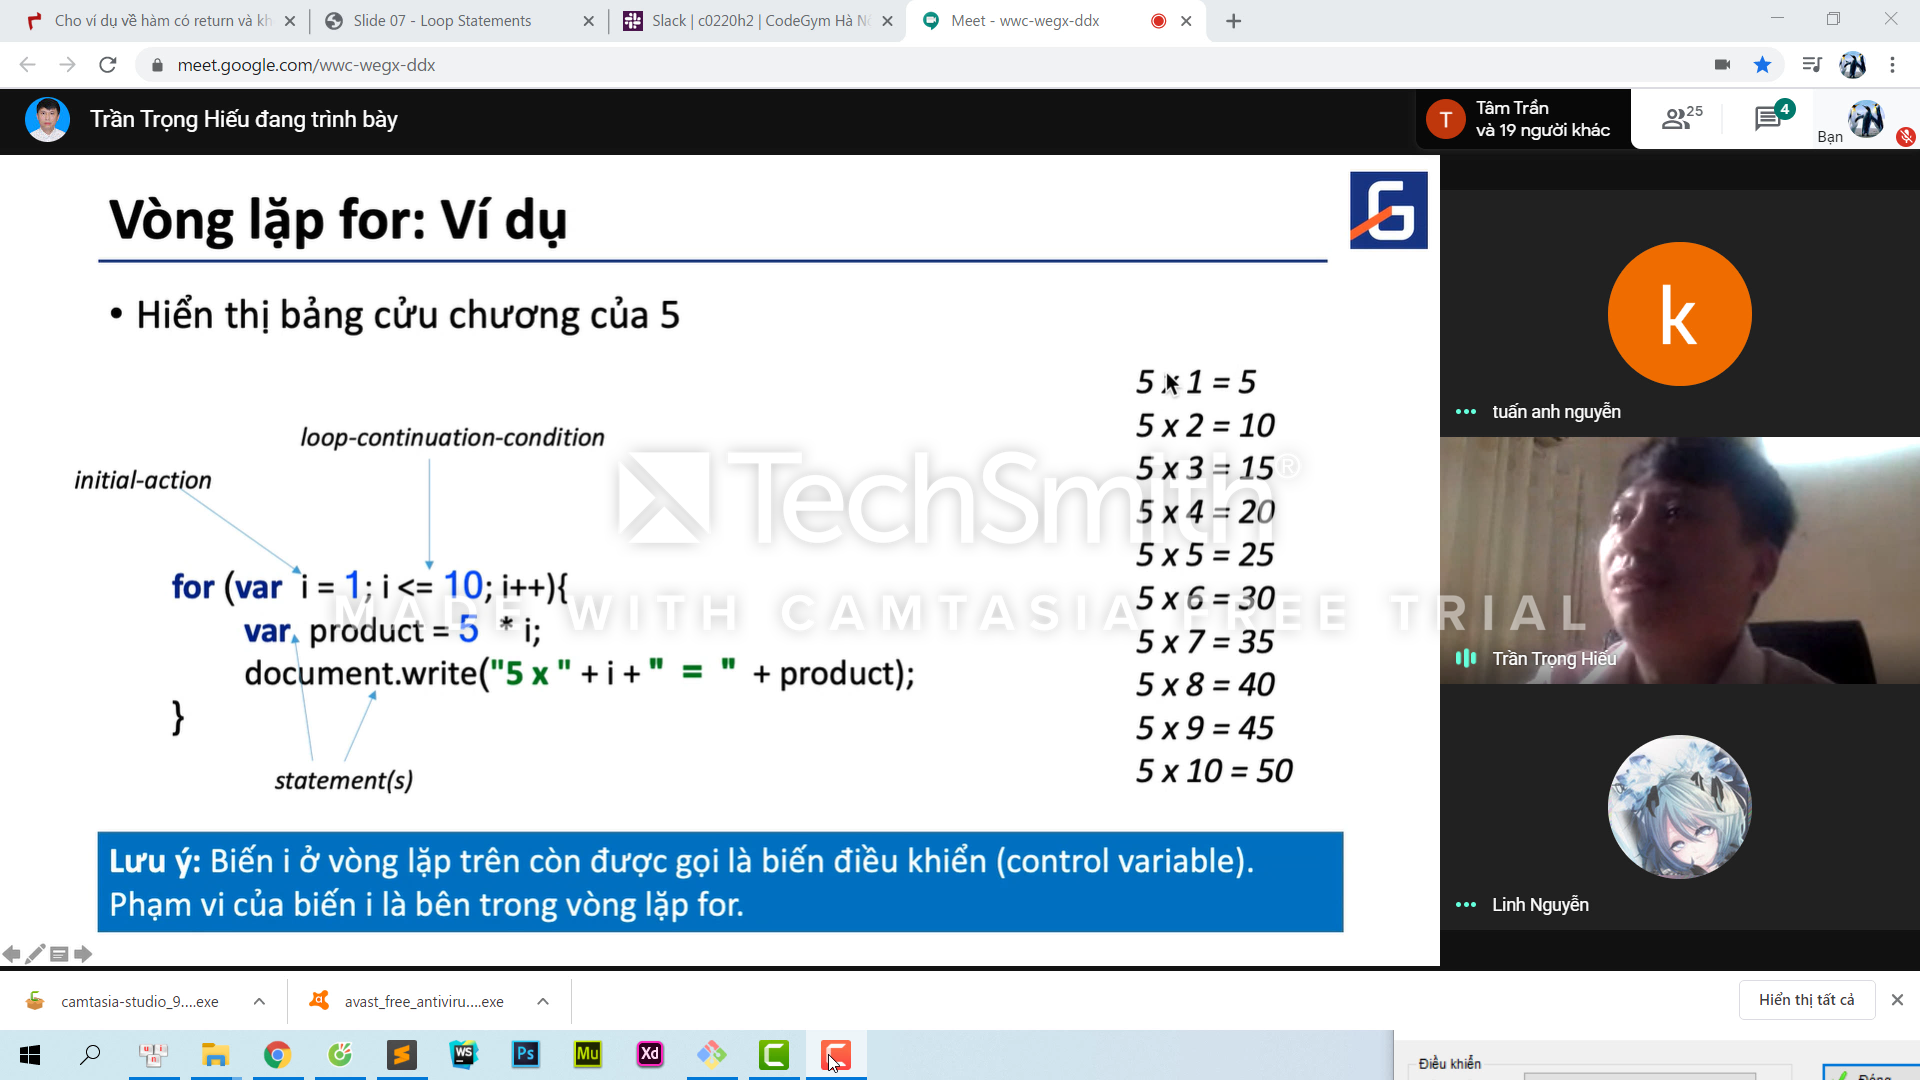 Cho ví dụ về hàm có return và kh
Slide 07 - Loop Statements
Slack | c0220h2 | CodeGym Hà N
Meet - wwc-wegx-ddx
meet.google.com/wwc-wegx-ddx
Trần Trọng Hiếu đang trình bày
T
Tâm Trần
và 19 người khác
25
4
Bạn
Vòng lặp for: Ví dụ
G
• Hiển thị bảng cửu chương của 5
loop-continuation-condition
initial-action
for (var i = 1; i <= 10; i++){
var product = 5 * i;
document.write("5 x " + i + " = " + product);
}
statement(s)
5 x 1 = 5
5 x 2 = 10
5 x 3 = 15
5 x 4 = 20
5 x 5 = 25
5 x 6 = 30
5 x 7 = 35
5 x 8 = 40
5 x 9 = 45
5 x 10 = 50
TechSmith®
MADE WITH CAMTASIA FREE TRIAL
Lưu ý: Biến i ở vòng lặp trên còn được gọi là biến điều khiển (control variable).
Phạm vi của biến i là bên trong vòng lặp for.
k
tuấn anh nguyễn
Trần Trọng Hiếu
Linh Nguyễn
camtasia-studio_9....exe
avast_free_antiviru....exe
Hiển thị tất cả
WS
Ps
Mu
Xd
Điều khiển
Đóng